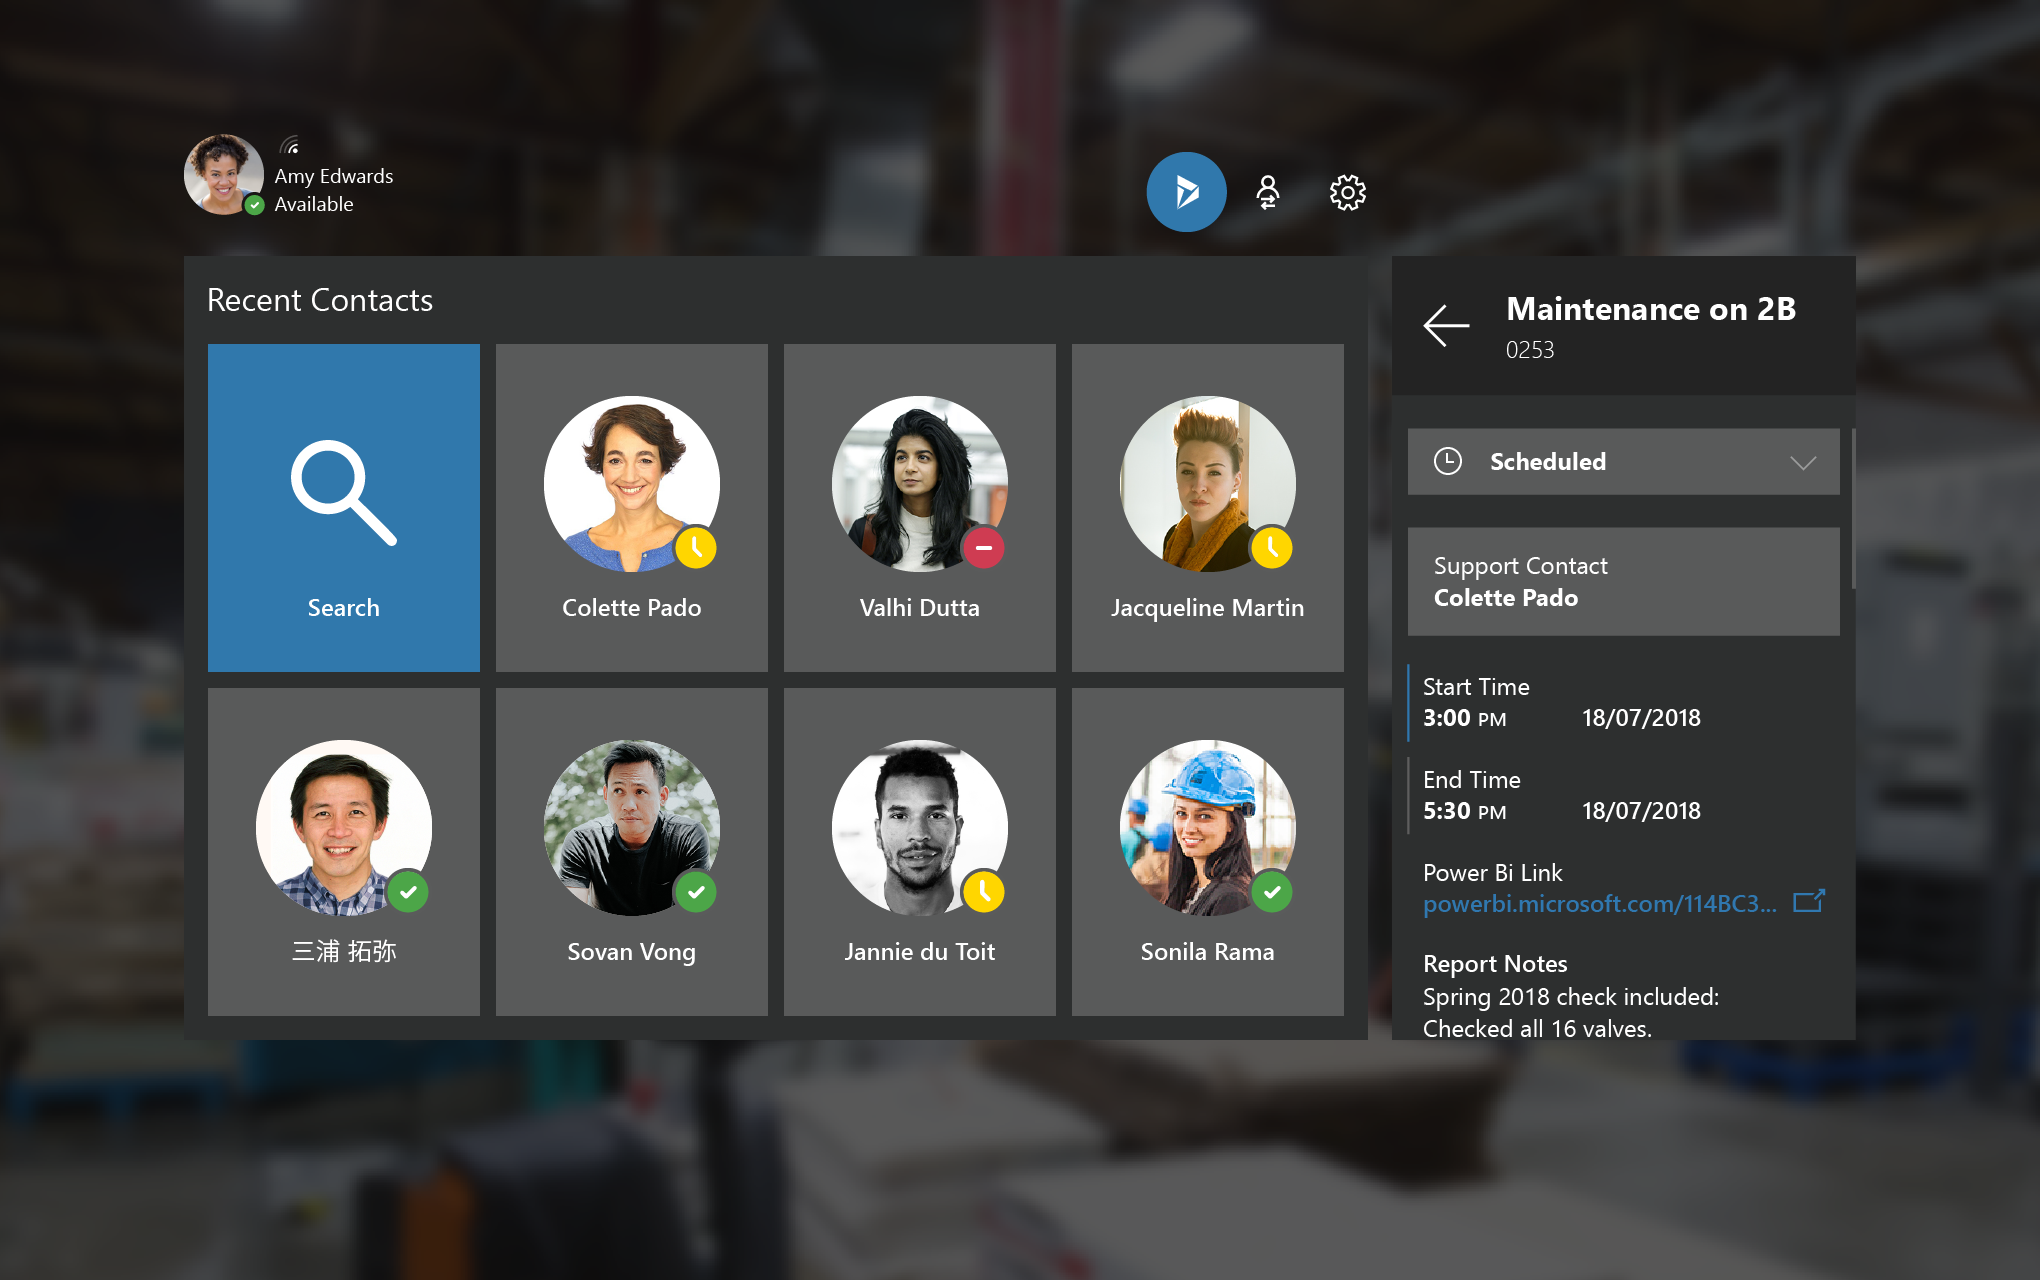 Amy Edwards
Available
Recent Contacts
Search
Colette Pado
Valhi Dutta
Jacqueline Martin
三浦 拓弥
Sovan Vong
Jannie du Toit
Sonila Rama
Maintenance on 2B
0253
Scheduled
Support Contact
Colette Pado
Start Time
3:00 PM 18/07/2018
End Time
5:30 PM 18/07/2018
Power Bi Link
powerbi.microsoft.com/114BC3...
Report Notes
Spring 2018 check included:
Checked all 16 valves.